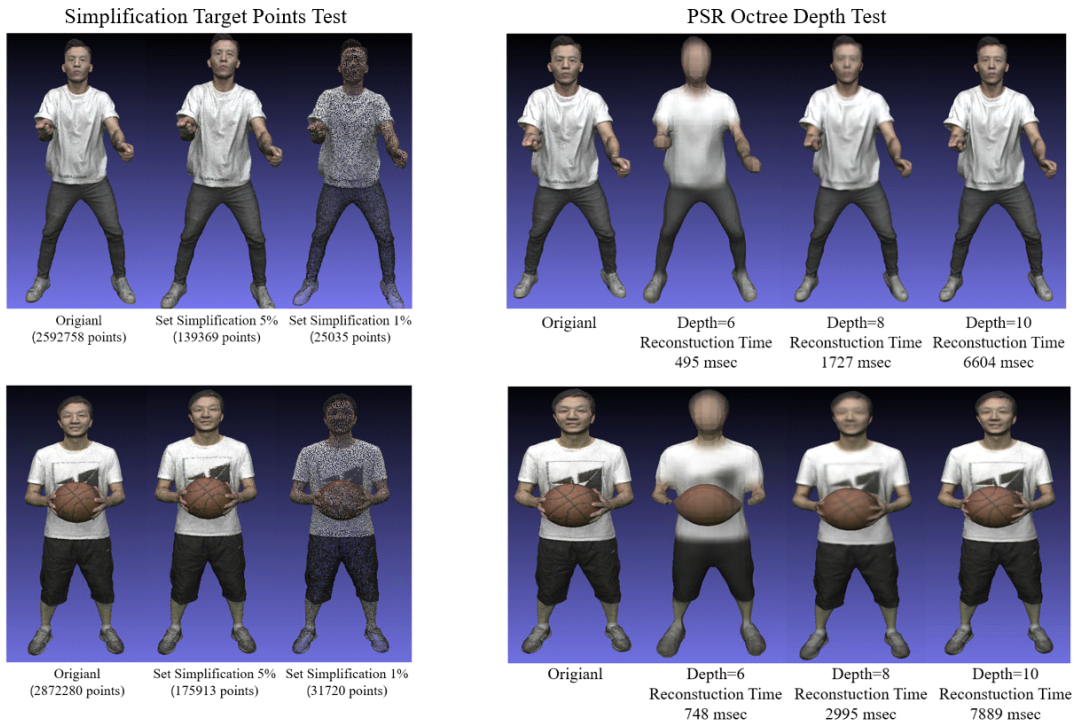 Simplification Target Points Test
Origianl
(2592758 points)
Set Simplification 5%
(139369 points)
Set Simplification 1%
(25035 points)
Origianl
(2872280 points)
Set Simplification 5%
(175913 points)
Set Simplification 1%
(31720 points)
PSR Octree Depth Test
Origianl
Depth=6
Reconstuction Time
495 msec
Depth=8
Reconstuction Time
1727 msec
Depth=10
Reconstuction Time
6604 msec
Origianl
Depth=6
Reconstuction Time
748 msec
Depth=8
Reconstuction Time
2995 msec
Depth=10
Reconstuction Time
7889 msec